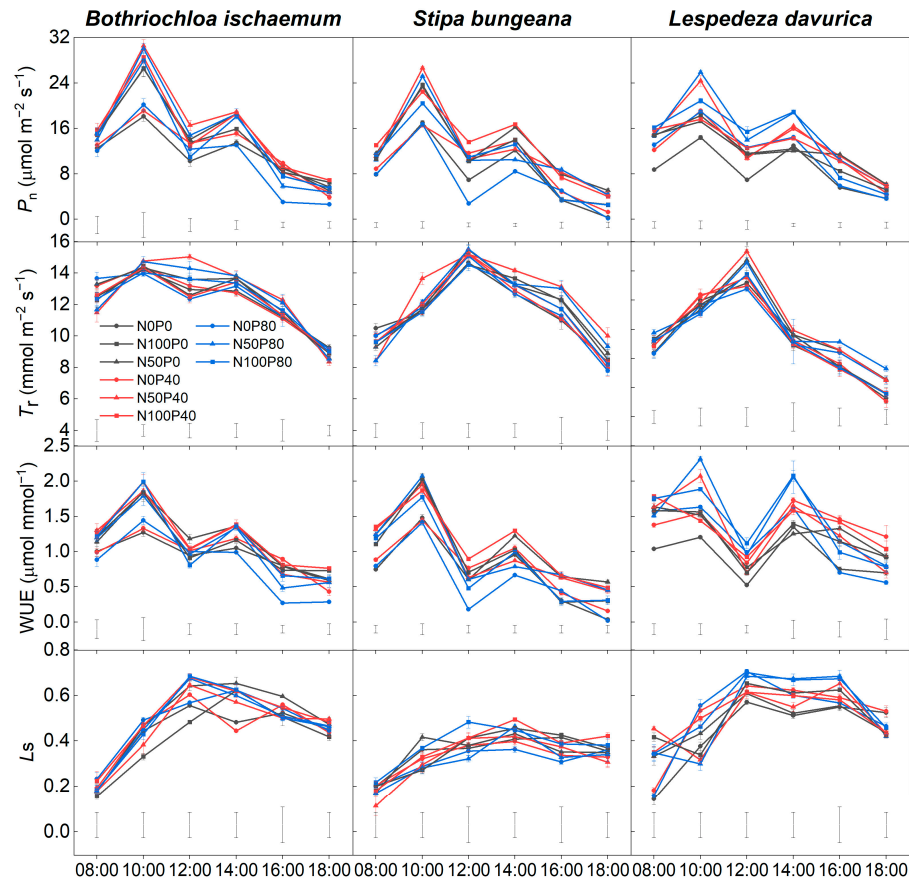 Bothriochloa ischaemum Stipa bungeana Lespedeza davurica
32
24
16
8
0
Pn (μmol m−2 s−1)
16
14
12
10
8
6
4
Tr (mmol m−2 s−1)
N0P0 N0P80
N100P0 N50P80
N50P0 N100P80
N0P40
N50P40
N100P40
2.5
2.0
1.5
1.0
0.5
0.0
WUE (μmol mmol−1)
0.8
0.6
0.4
0.2
0.0
Ls
08:00 10:00 12:00 14:00 16:00 18:00 08:00 10:00 12:00 14:00 16:00 18:00 08:00 10:00 12:00 14:00 16:00 18:00